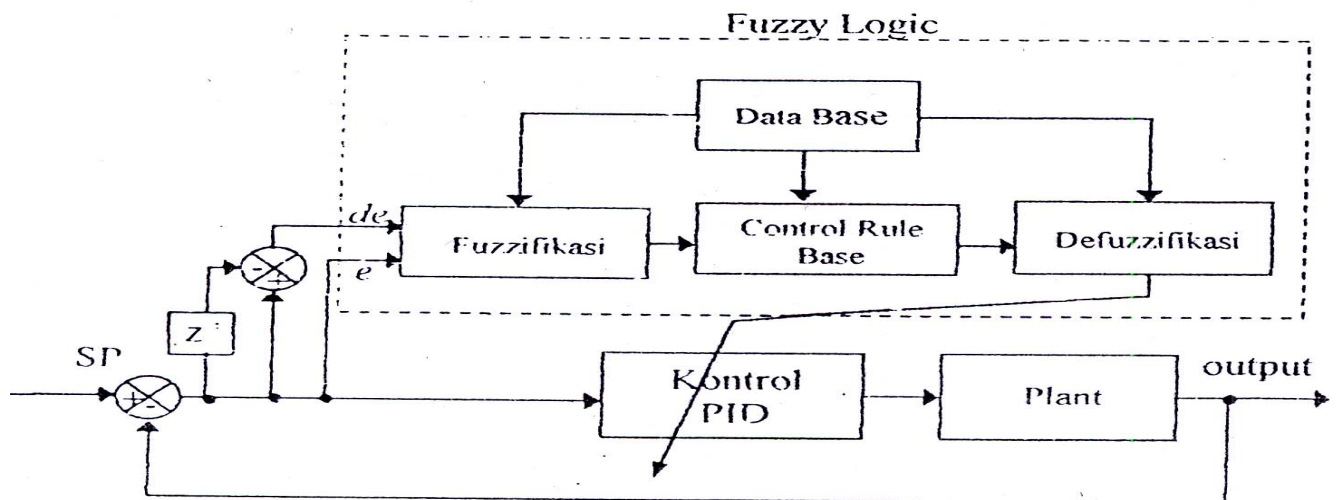 Fuzzy Logic
Data Base
de
e
Fuzzifikasi
Control Rule
Base
Defuzzifikasi
-
+
Z
SP
+
-
Kontrol
PID
Plant
output